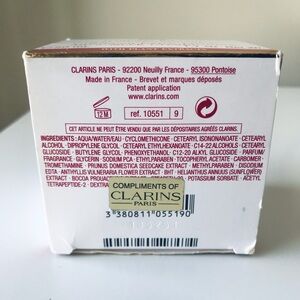 CLARINS PARIS - 92200 Neuilly France - 95300 Pontoise
Made in France - Brevet et marques déposés
Patent application
www.clarins.com
12 M
ref. 10551
9
CET ARTICLE NE PEUT ÊTRE VENDU QUE PAR LES DÉPOSITAIRES AGRÉÉS CLARINS.
INGREDIENTS: AQUA/WATER/EAU - CYCLOMETHICONE - CETEARYL ISONONANOATE - CETEARYL
ALCOHOL - DIPROPYLENE GLYCOL - CETEARYL ETHYLHEXANOATE - C14-22 ALCOHOLS - CETEARYL
GLUCOSIDE - BUTYLENE GLYCOL - PHENOXYETHANOL - C12-20 ALKYL GLUCOSIDE - PARFUM/
FRAGRANCE - GLYCERIN - SODIUM PCA - ETHYLPARABEN - TOCOPHERYL ACETATE - CARBOMER -
TROMETHAMINE - PRUNUS DOMESTICA SEEDCAKE EXTRACT - METHYLPARABEN - DISODIUM
EDTA - ANTHYLLIS VULNERARIA FLOWER EXTRACT - BHT - HELIANTHUS ANNUUS (SUNFLOWER)
EXTRACT - POTASSIUM SORBATE - ACETYL
TETRAPEPTIDE-2 - DEXTRAN
COMPLIMENTS OF
CLARINS
PARIS
3 380811 055190